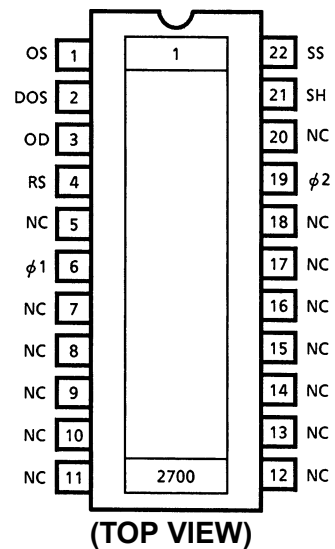 OS 1 1 22 SS
DOS 2 21 SH
OD 3 20 NC
RS 4 19 ϕ2
NC 5 18 NC
ϕ1 6 17 NC
NC 7 16 NC
NC 8 15 NC
NC 9 14 NC
NC 10 13 NC
NC 11 2700 12 NC
(TOP VIEW)